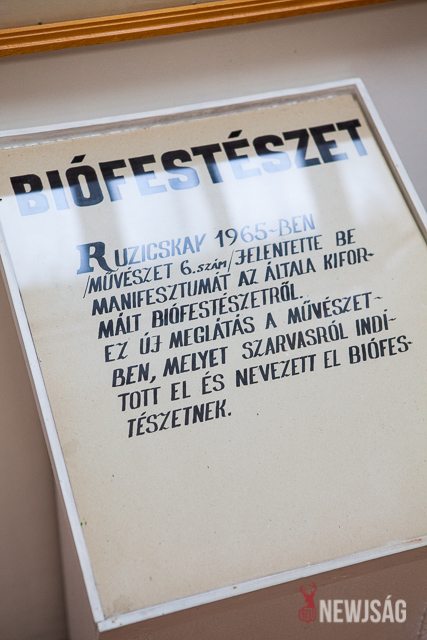 BIÓFESTÉSZET
RUZICSKAY 1965-BEN
/MŰVÉSZET 6.SZÁM/JELENTETTE BE
MANIFESZTUMÁT AZ ÁLTALA KIFOR-
MÁLT BIÓFESTÉSZETRŐL.
EZ ÚJ MEGLÁTÁS A MŰVÉSZET-
BEN, MELYET SZARVASRÓL INDÍ-
TOTT EL ÉS NEVEZETT EL BIÓFES-
TÉSZETNEK.
NEWJSÁG